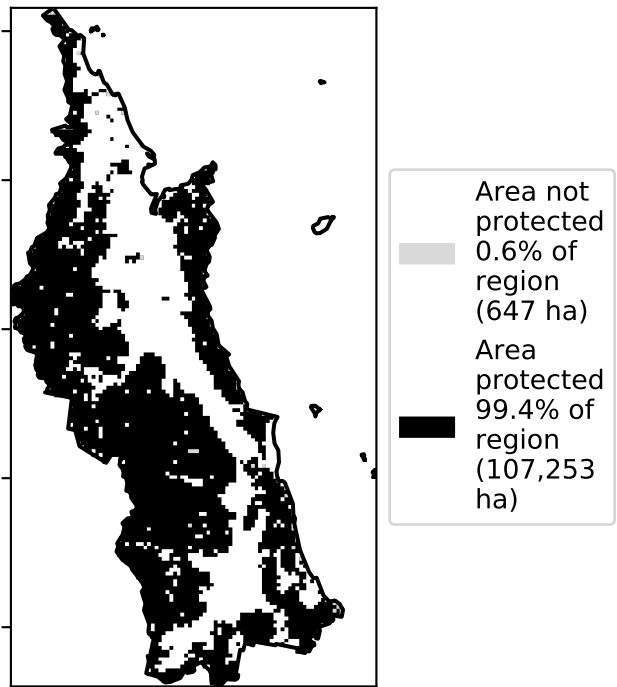 Area not
protected
0.6% of
region
(647 ha)
Area
protected
99.4% of
region
(107,253
ha)